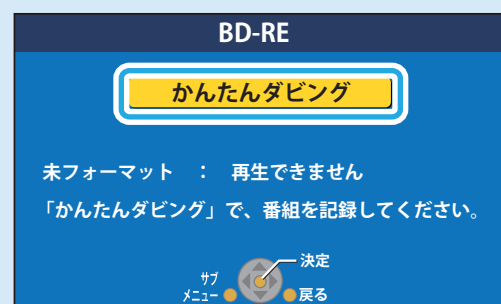 BD-RE
かんたんダビング
未フォーマット ： 再生できません
「かんたんダビング」で、番組を記録してください。
決定
サブ
メニュー
戻る